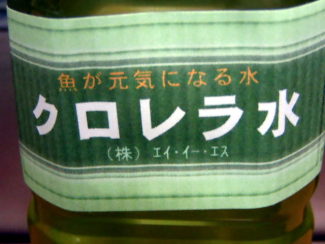 魚が元気になる水
クロレラ水
（株）エイ・イー・エス